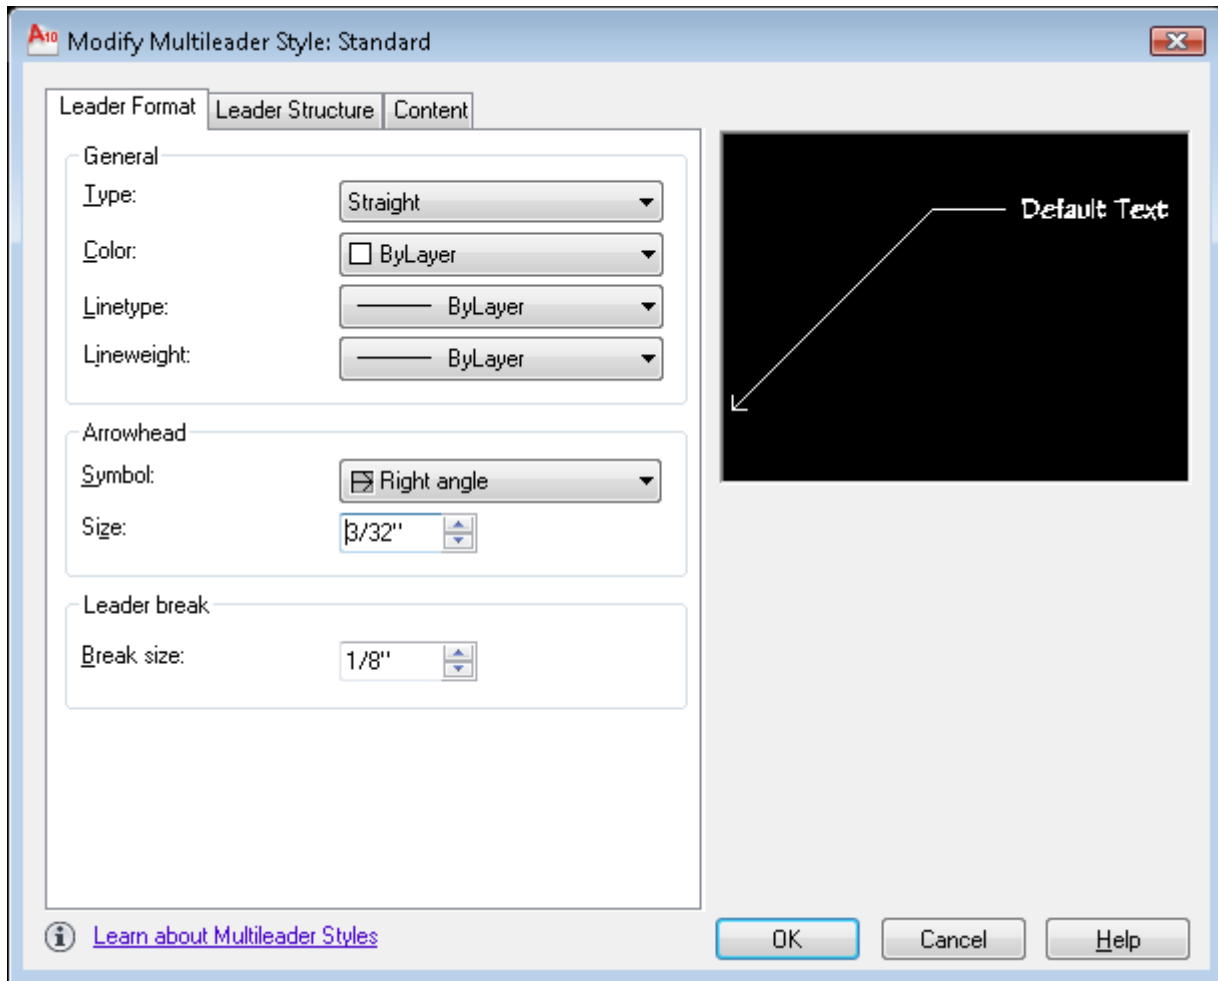 A10 Modify Multileader Style: Standard
Leader Format Leader Structure Content
General
Type: Straight
Color: ByLayer
Linetype: ByLayer
Lineweight: ByLayer
Arrowhead
Symbol: Right angle
Size: 3/32"
Leader break
Break size: 1/8"
Default Text
Learn about Multileader Styles
OK Cancel Help